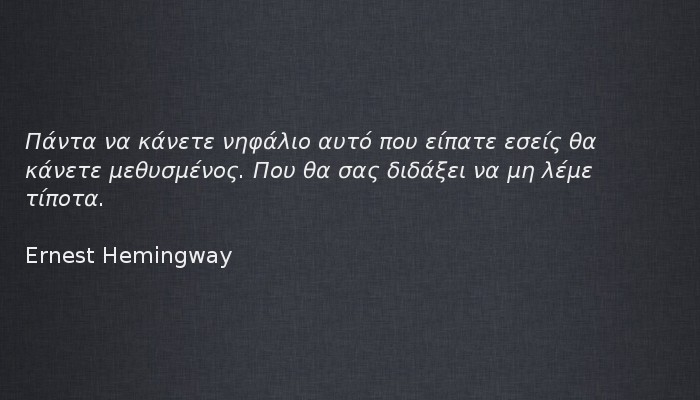 Πάντα να κάνετε νηφάλιο αυτό που είπατε εσείς θα
κάνετε μεθυσμένος. Που θα σας διδάξει να μη λέμε
τίποτα.
Ernest Hemingway